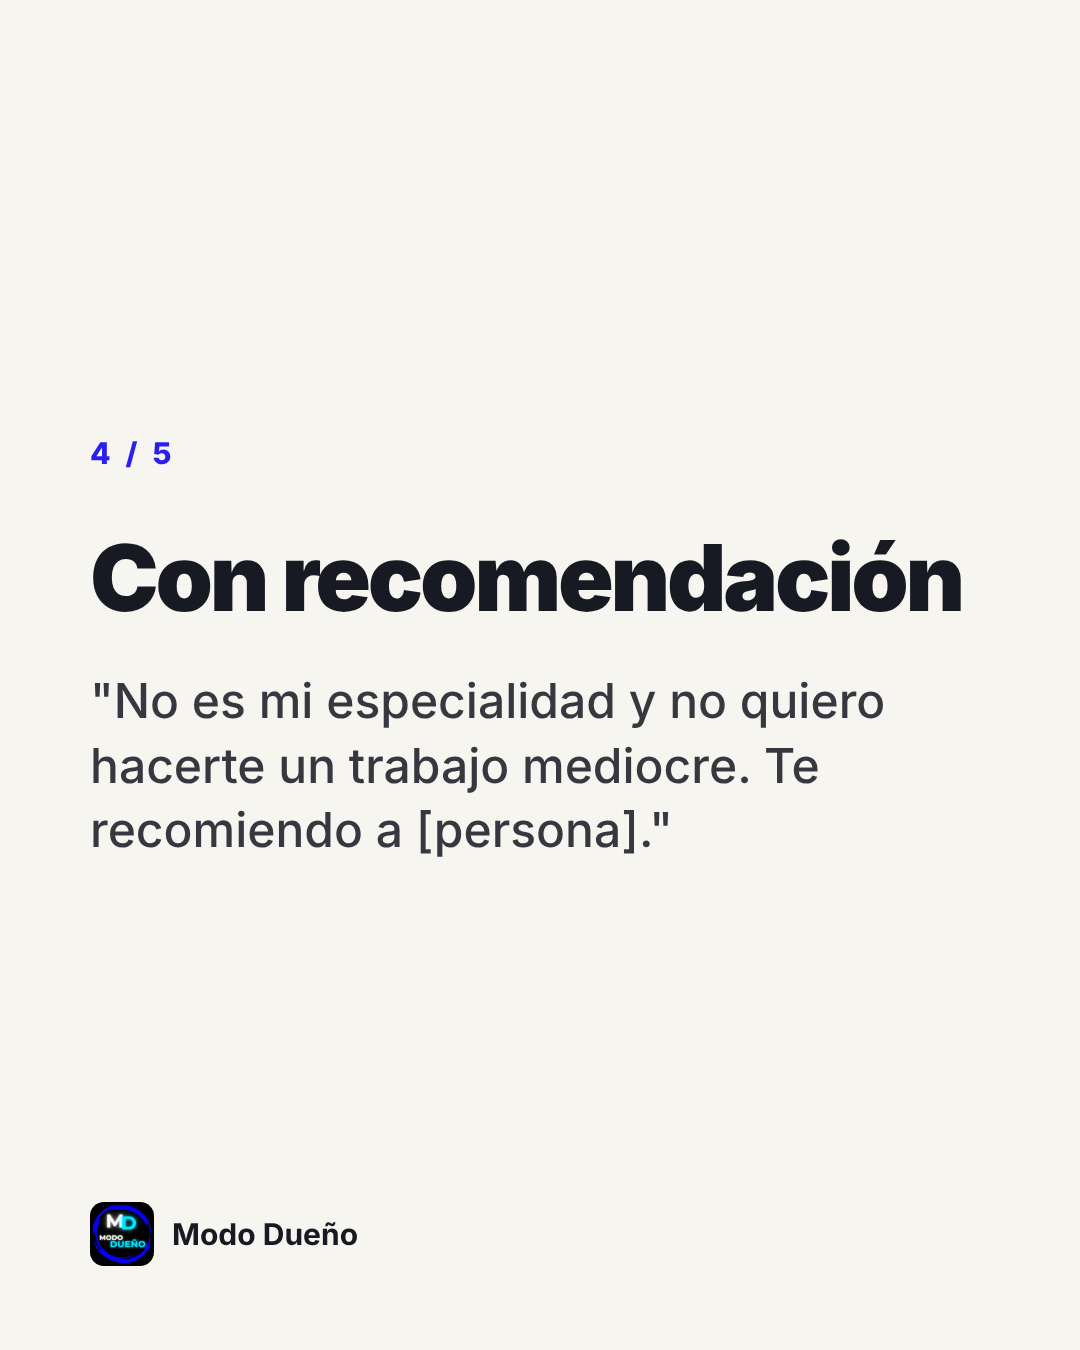 4 / 5
Con recomendación
"No es mi especialidad y no quiero
hacerte un trabajo mediocre. Te
recomiendo a [persona]."
MD
MODO
DUEÑO
Modo Dueño